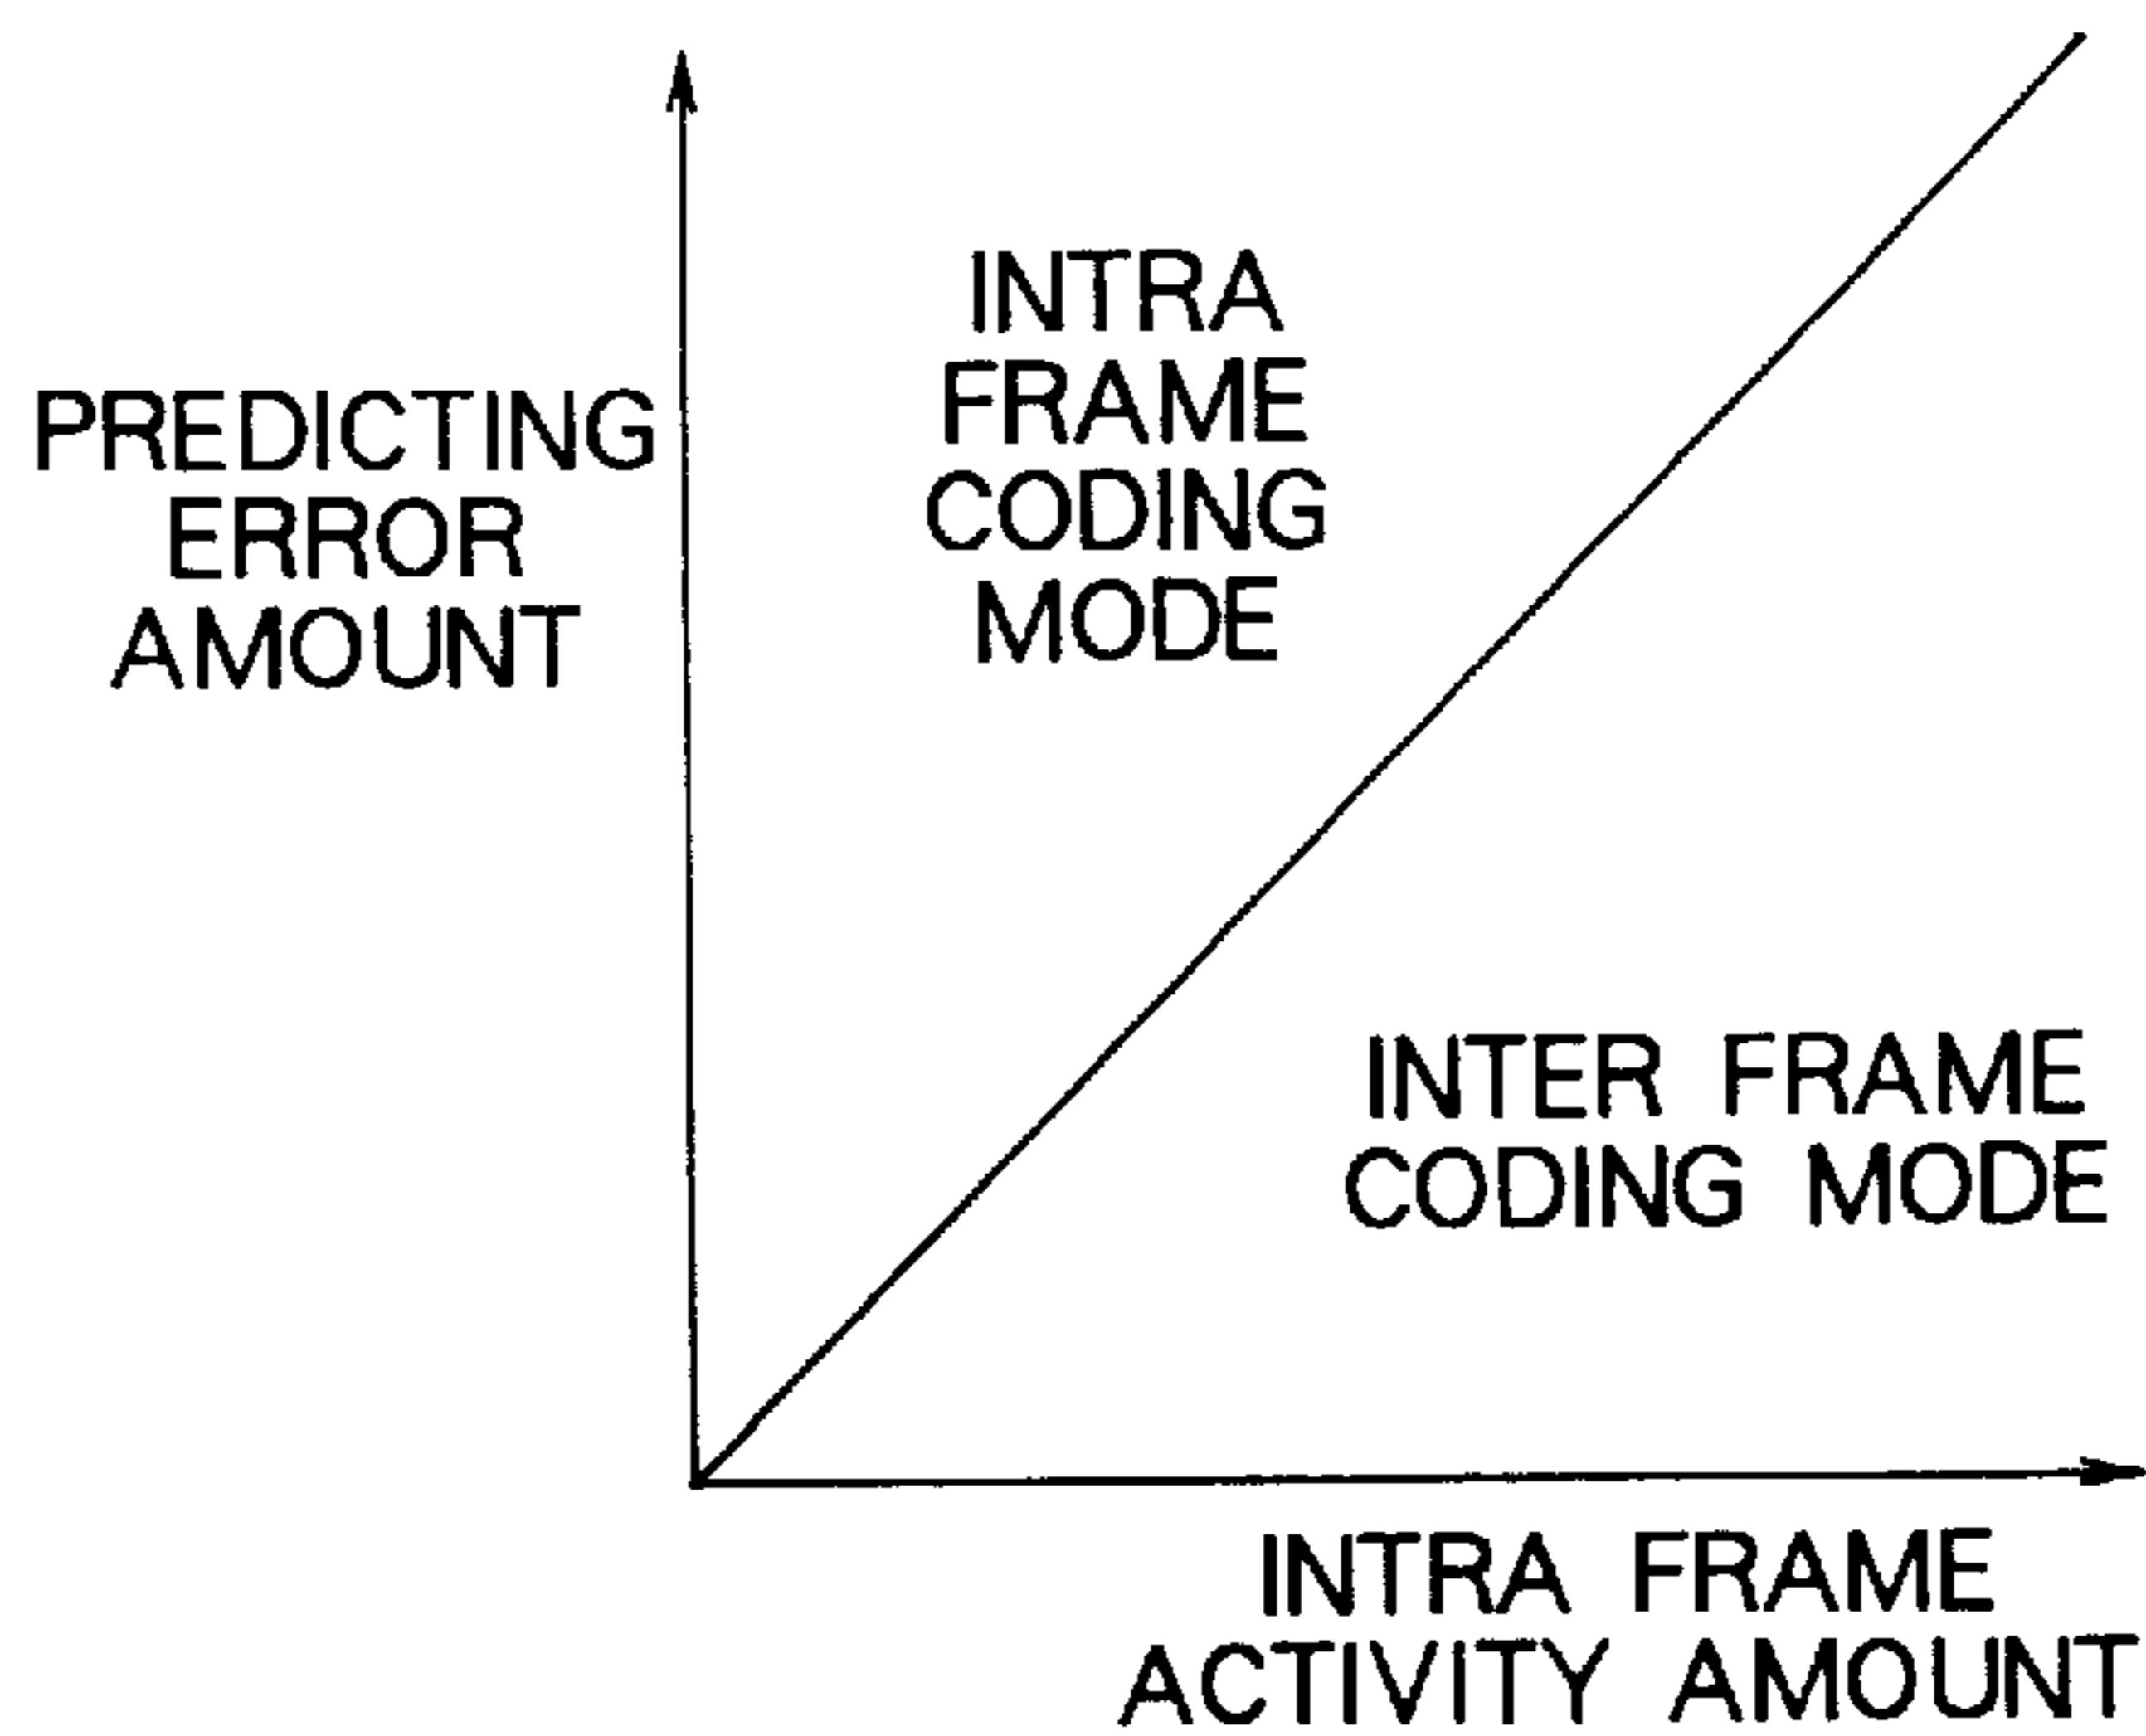 INTRA
FRAME
CODING
MODE
PREDICTING
ERROR
AMOUNT
INTER FRAME
CODING MODE
INTRA FRAME
ACTIVITY AMOUNT